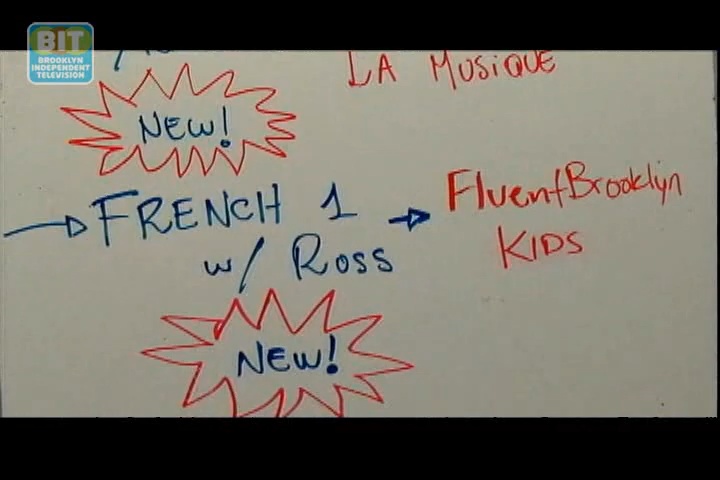 BIT
BROOKLYN
INDEPENDENT
TELEVISION
LA MUSIQUE
NEW!
FRENCH 1
w/ Ross
FluentBrooklyn
KIDS
NEW!